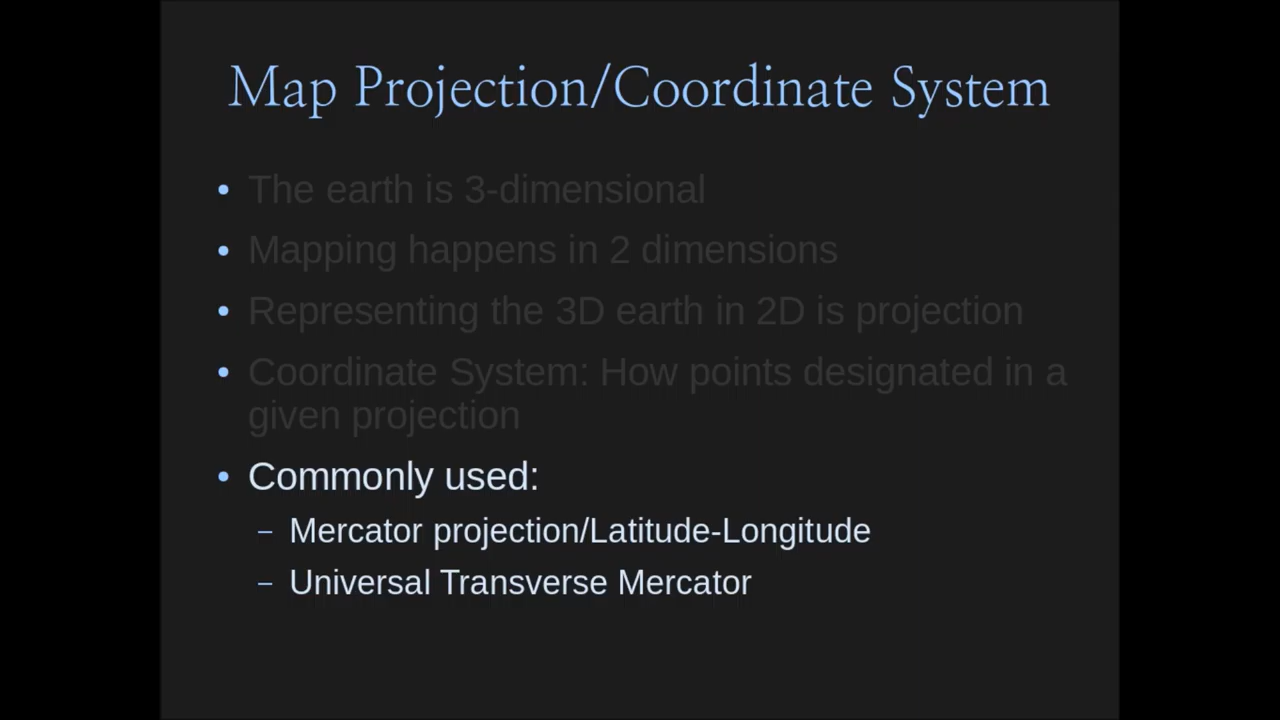 Map Projection/Coordinate System
• The earth is 3-dimensional
• Mapping happens in 2 dimensions
• Representing the 3D earth in 2D is projection
• Coordinate System: How points designated in a
given projection
• Commonly used:
– Mercator projection/Latitude-Longitude
– Universal Transverse Mercator